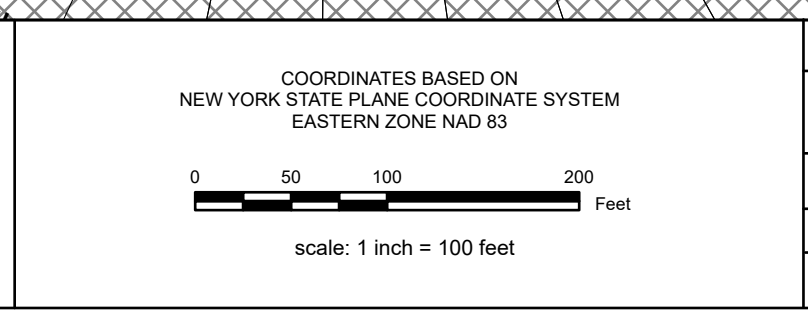 COORDINATES BASED ON
NEW YORK STATE PLANE COORDINATE SYSTEM
EASTERN ZONE NAD 83
0 50 100 200
Feet
scale: 1 inch = 100 feet